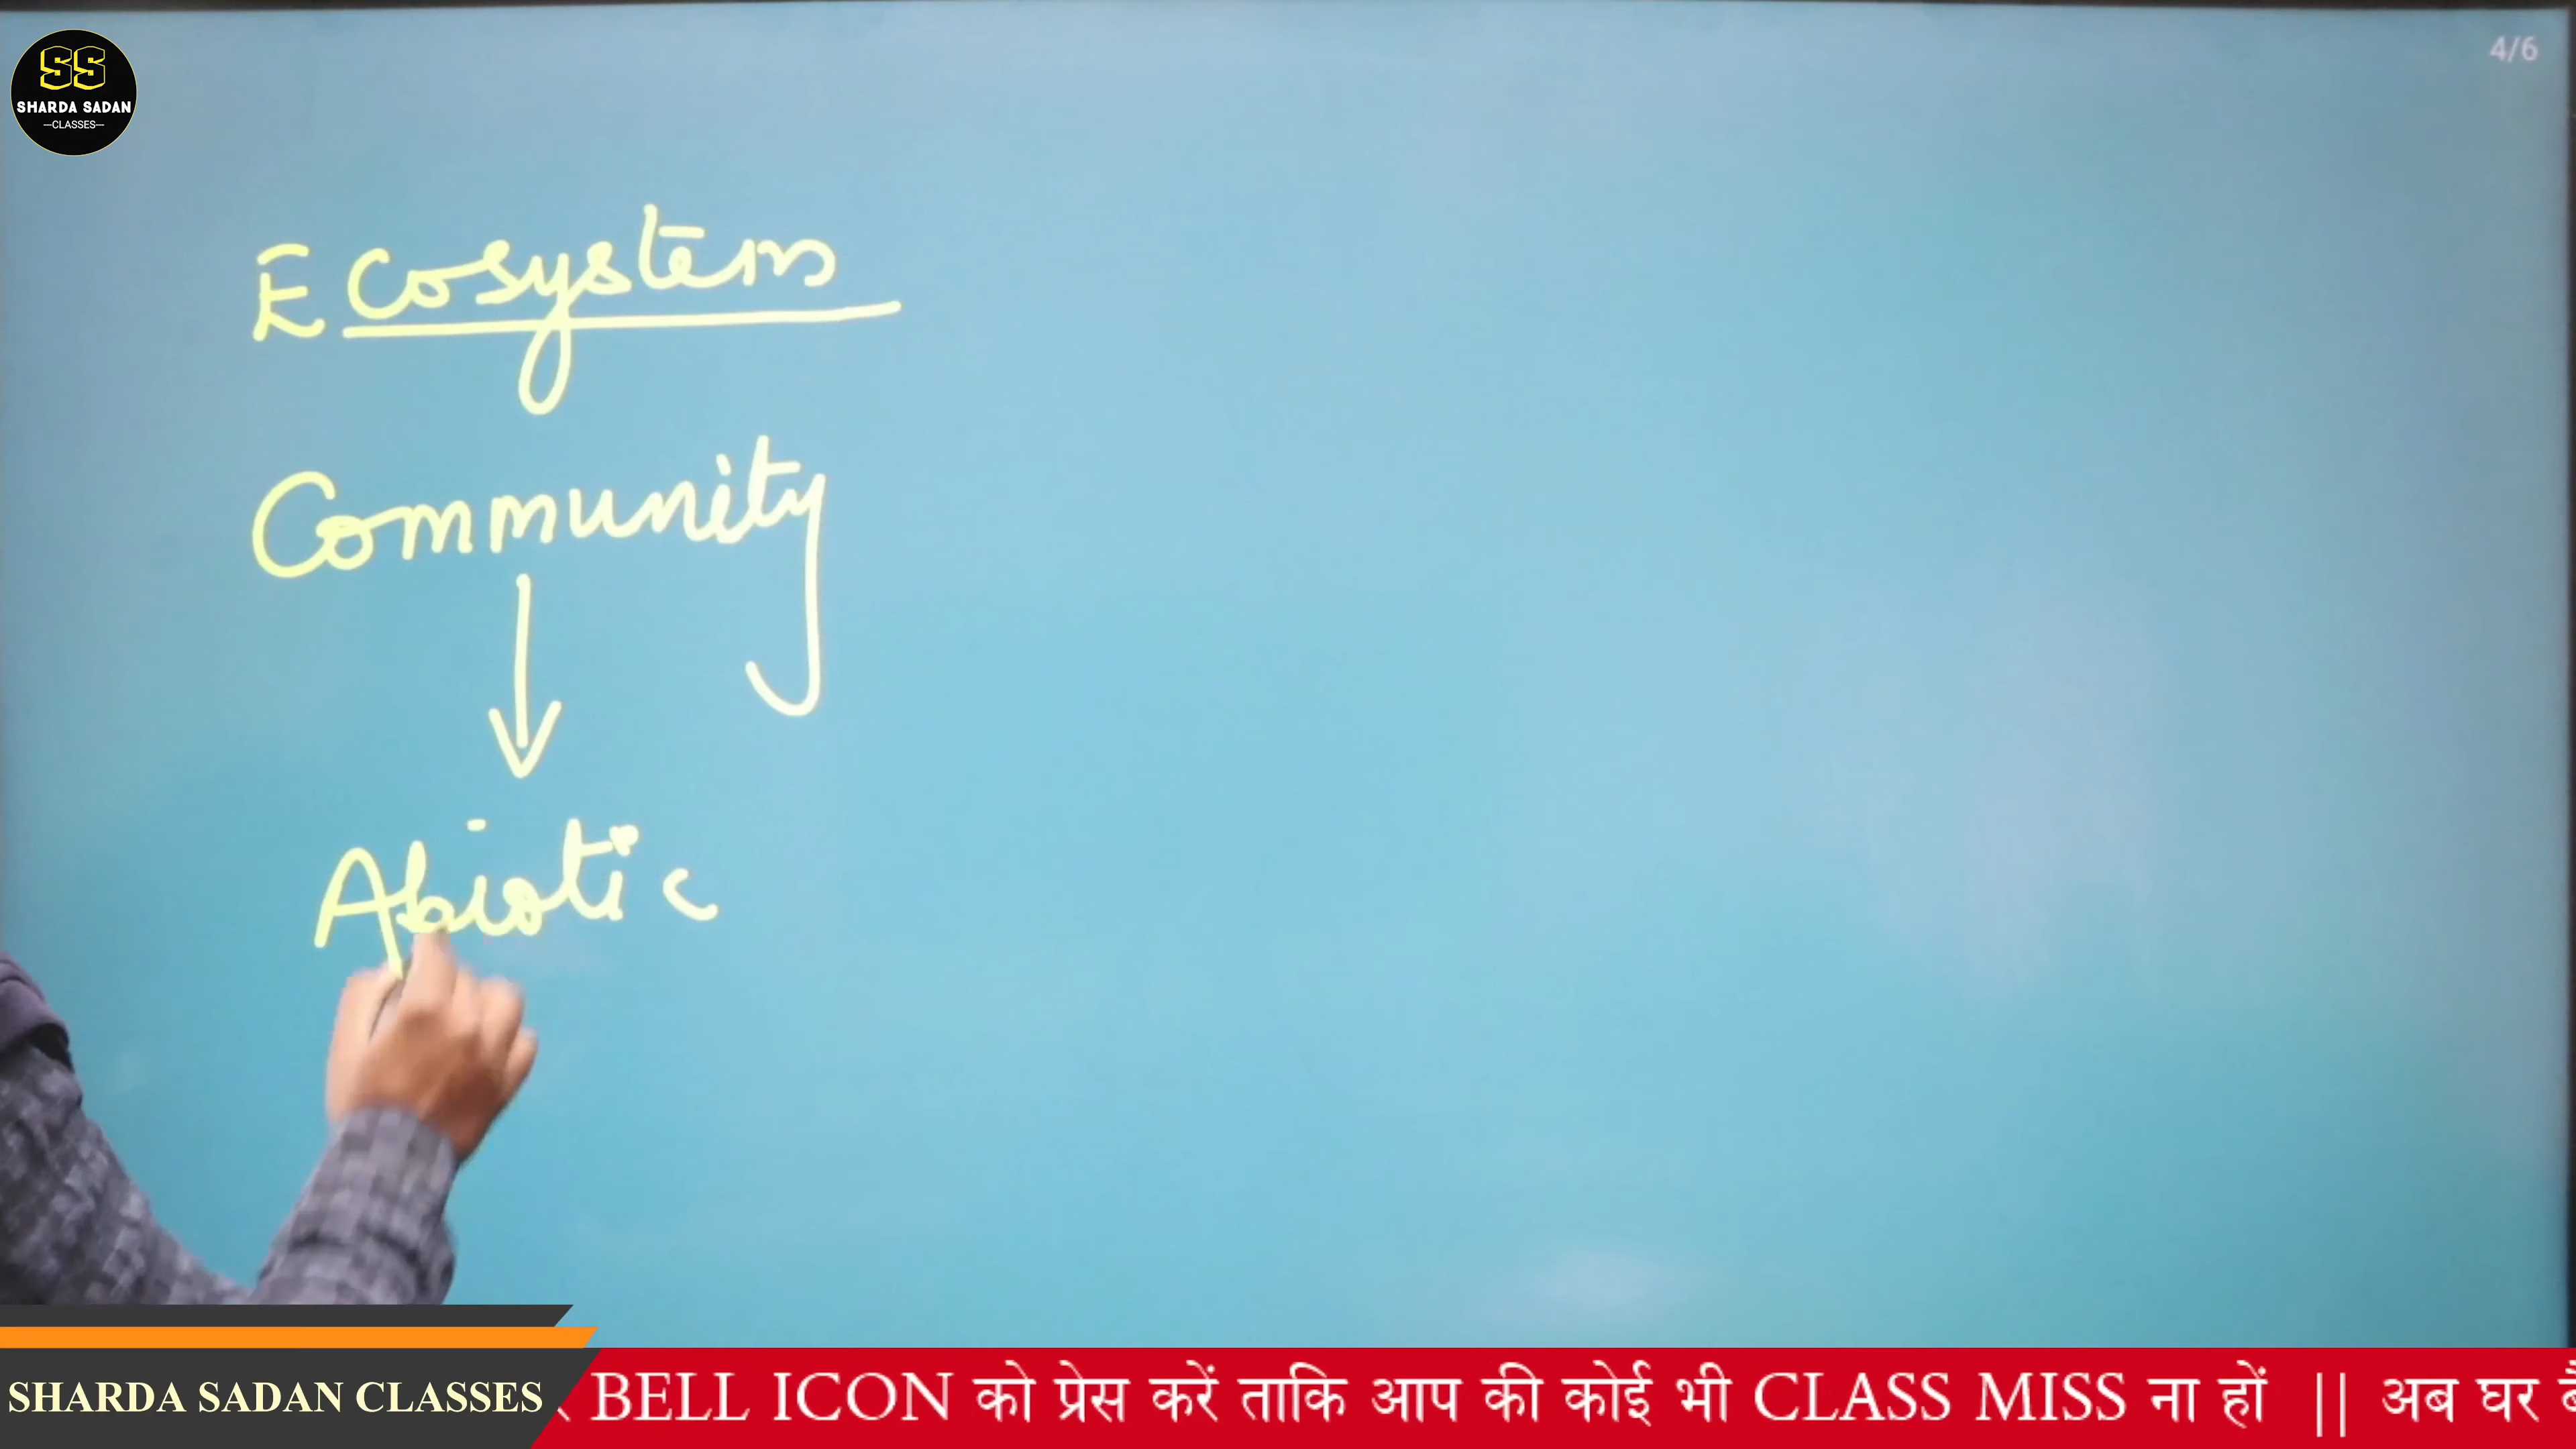 SS
SHARDA SADAN
—CLASSES—
4/6
Ecosystem
Community
Abiotic
SHARDA SADAN CLASSES
BELL ICON को प्रेस करें ताकि आप की कोई भी CLASS MISS ना हों || अब घर